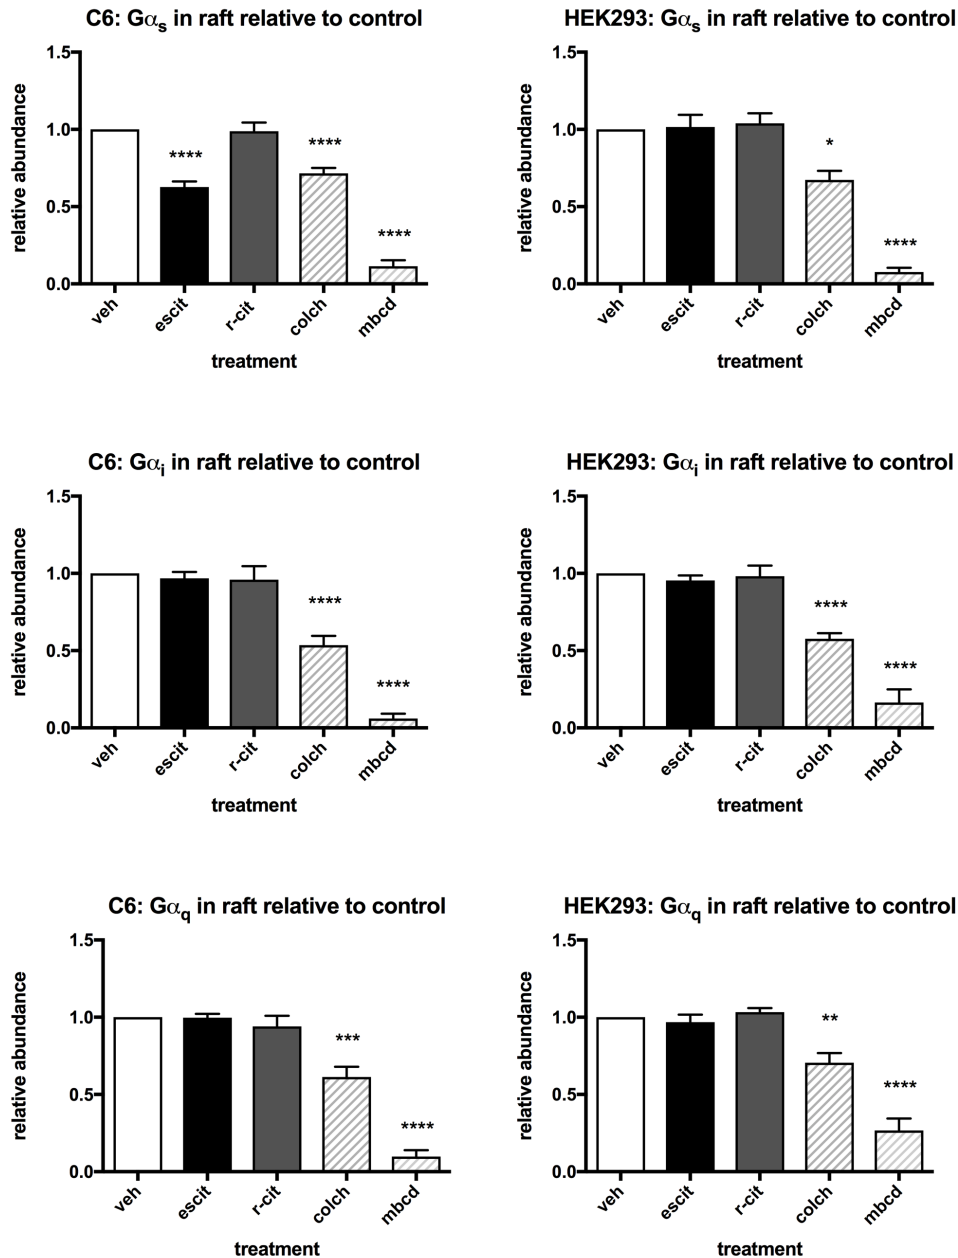 C6: Gαs in raft relative to control
relative abundance
1.5
1.0
0.5
0.0
****
****
****
veh
escit
r-cit
colch
mbcd
treatment
HEK293: Gαs in raft relative to control
relative abundance
1.5
1.0
0.5
0.0
*
****
veh
escit
r-cit
colch
mbcd
treatment
C6: Gαi in raft relative to control
relative abundance
1.5
1.0
0.5
0.0
****
****
veh
escit
r-cit
colch
mbcd
treatment
HEK293: Gαi in raft relative to control
relative abundance
1.5
1.0
0.5
0.0
****
****
veh
escit
r-cit
colch
mbcd
treatment
C6: Gαq in raft relative to control
relative abundance
1.5
1.0
0.5
0.0
***
****
veh
escit
r-cit
colch
mbcd
treatment
HEK293: Gαq in raft relative to control
relative abundance
1.5
1.0
0.5
0.0
**
****
veh
escit
r-cit
colch
mbcd
treatment